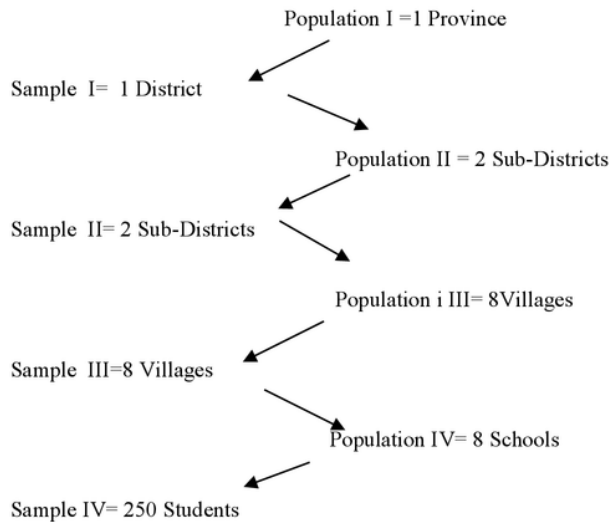 Population I =1 Province
Sample I= 1 District
Population II = 2 Sub-Districts
Sample II= 2 Sub-Districts
Population i III= 8Villages
Sample III=8 Villages
Population IV= 8 Schools
Sample IV= 250 Students